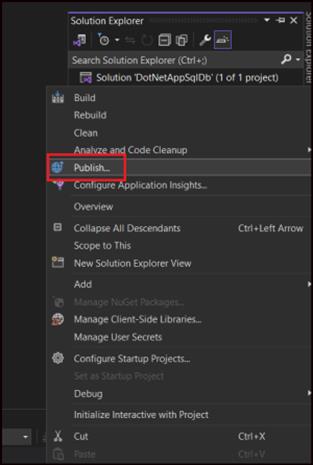 Solution Explorer
Search Solution Explorer (Ctrl+;)
Solution 'DotNetAppSqlDb' (1 of 1 project)
Build
Rebuild
Clean
Analyze and Code Cleanup
Publish...
Configure Application Insights...
Overview
Collapse All Descendants Ctrl+Left Arrow
Scope to This
New Solution Explorer View
Add
Manage NuGet Packages...
Manage Client-Side Libraries...
Manage User Secrets
Configure Startup Projects...
Set as Startup Project
Debug
Initialize Interactive with Project
Cut Ctrl+X
Paste Ctrl+V
Solution Explorer